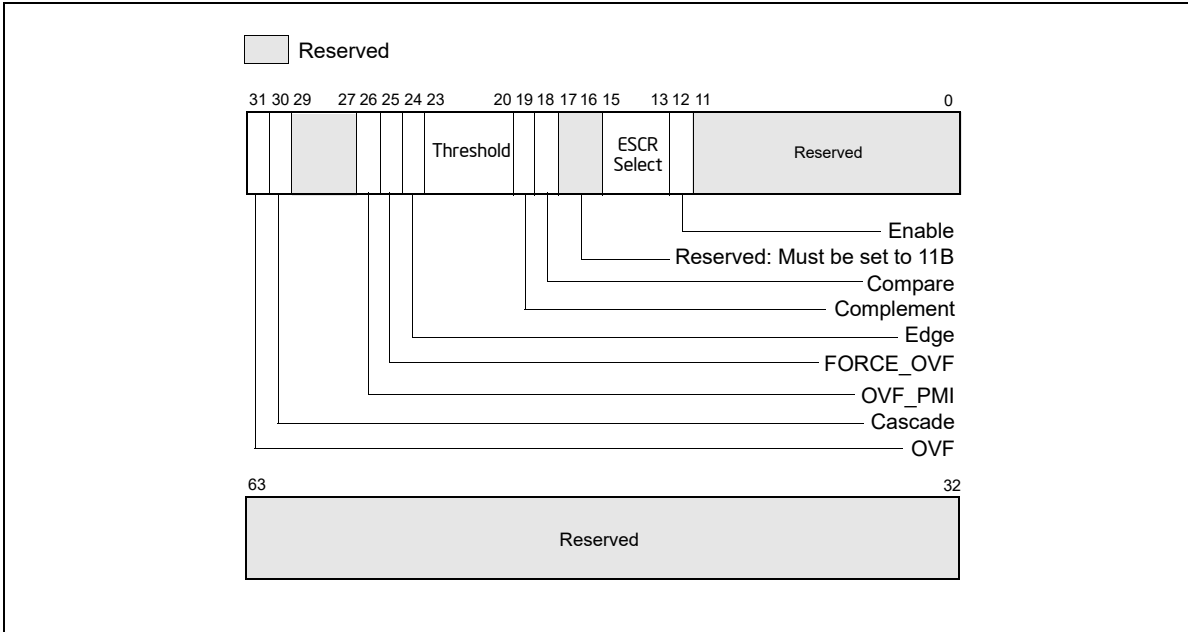 Reserved
31 30 29 27 26 25 24 23 20 19 18 17 16 15 13 12 11 0
Threshold
ESCR
Select
Reserved
Enable
Reserved: Must be set to 11B
Compare
Complement
Edge
FORCE_OVF
OVF_PMI
Cascade
OVF
63 32
Reserved